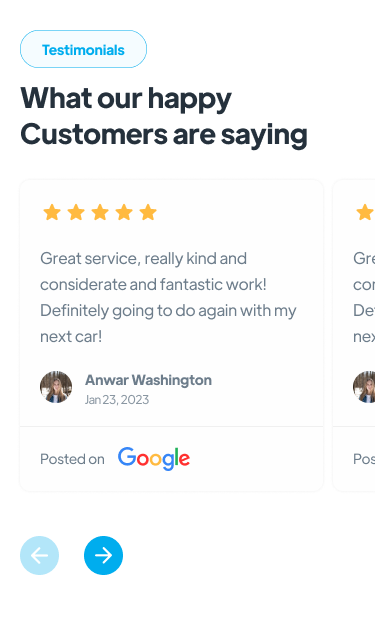 Testimonials
What our happy
Customers are saying
Great service, really kind and
considerate and fantastic work!
Definitely going to do again with my
next car!
Anwar Washington
Jan 23, 2023
Posted on Google
Gre
con
Def
nex
Pos